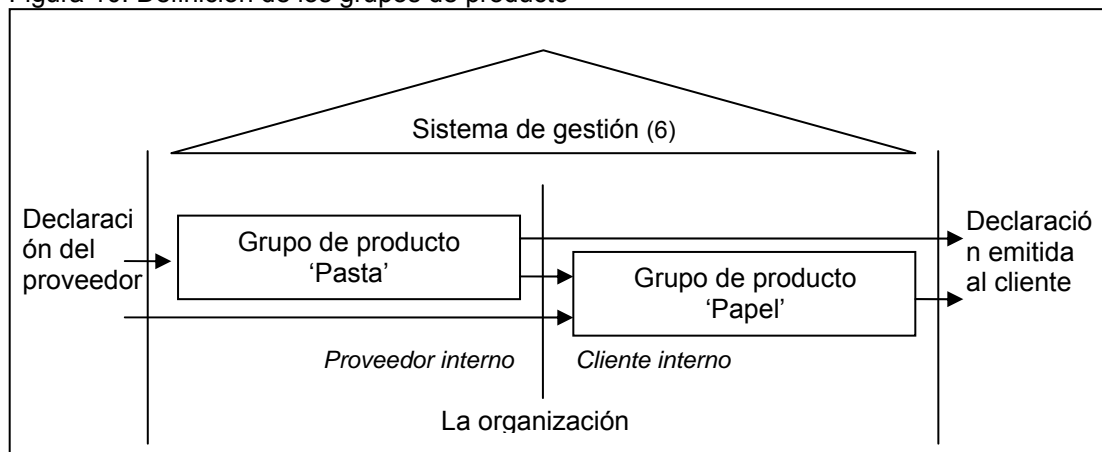 Figura 10: Definición de los grupos de producto
Sistema de gestión (6)
Declaraci
ón del
proveedor
Grupo de producto
‘Pasta’
Grupo de producto
‘Papel’
Declaració
n emitida
al cliente
Proveedor interno
Cliente interno
La organización